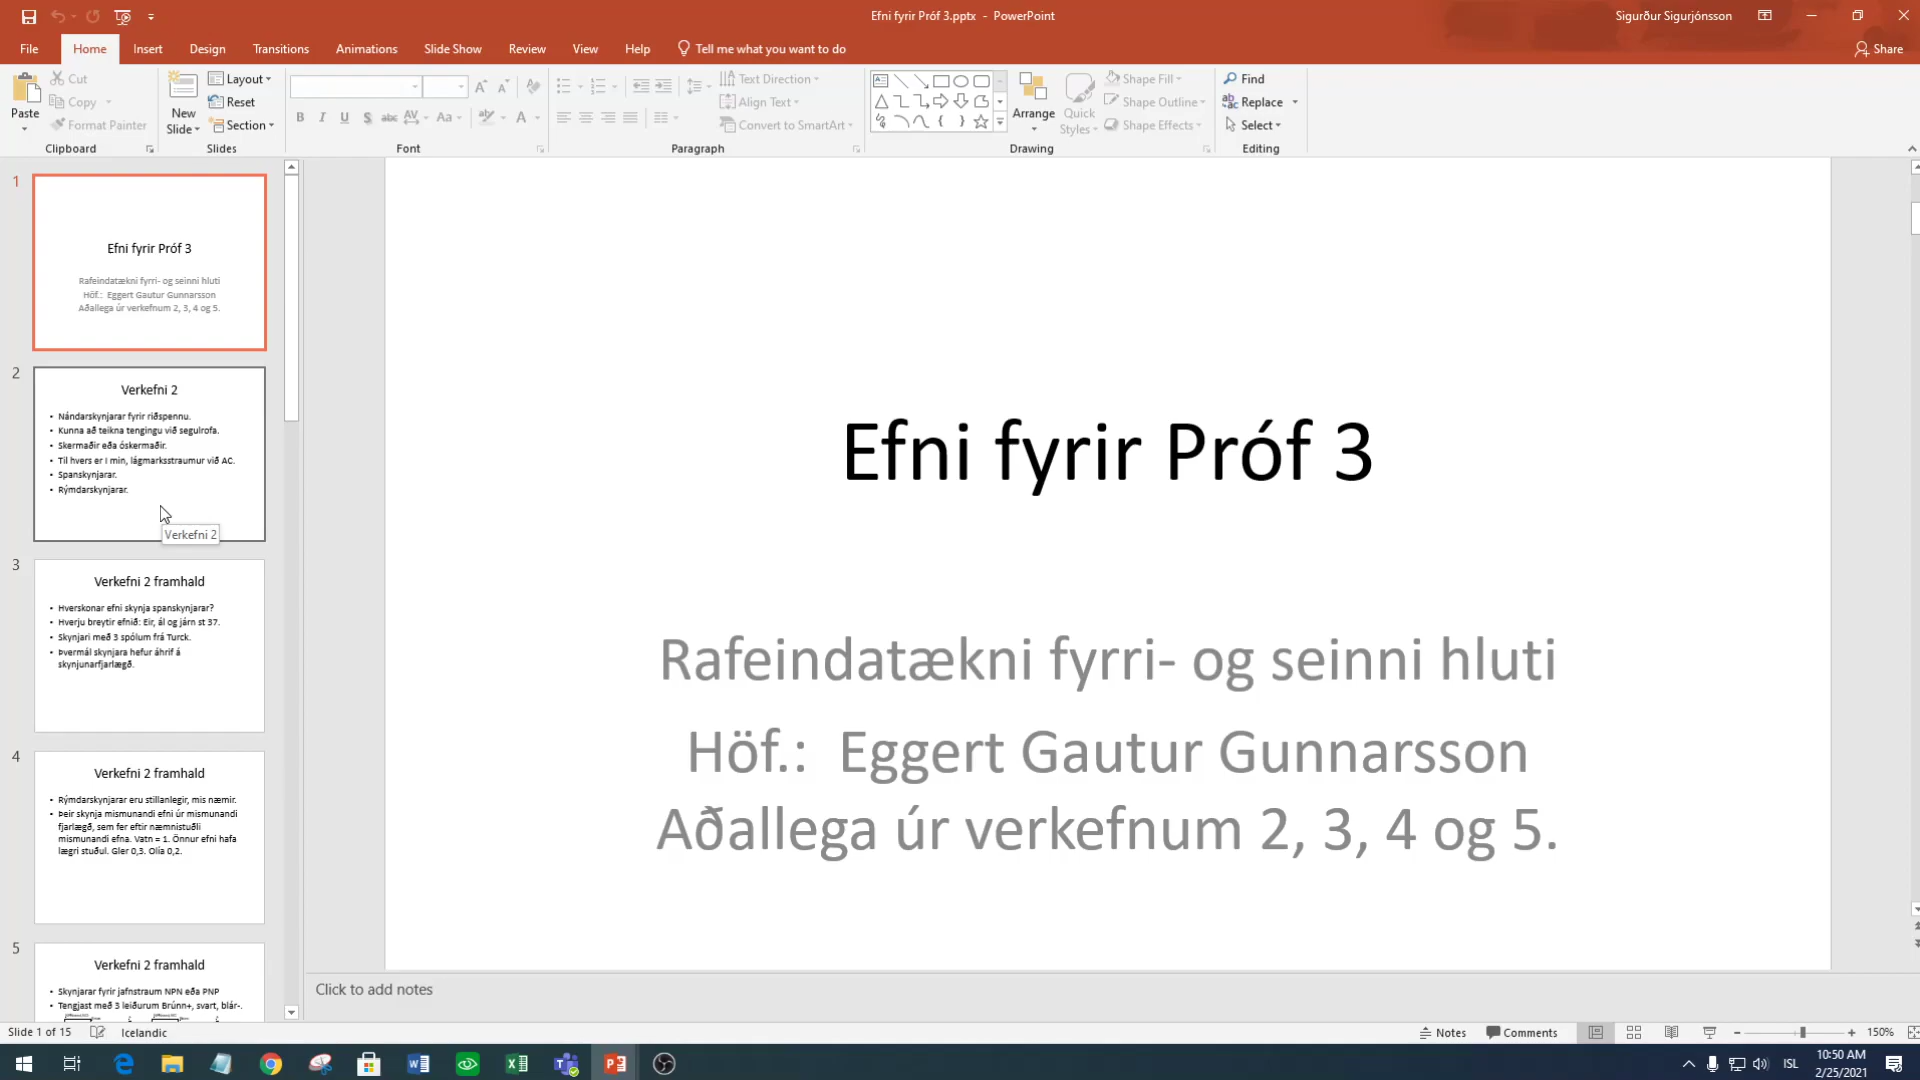 Efni fyrir Próf 3.pptx - PowerPoint
Sigurður Sigurjónsson
File Home Insert Design Transitions Animations Slide Show Review View Help Tell me what you want to do
Share
Paste
Cut
Copy
Format Painter
Clipboard
New Slide
Layout
Reset
Section
Slides
B I U S abc AV Aa A
Font
Text Direction
Align Text
Convert to SmartArt
Paragraph
Arrange
Quick Styles
Shape Fill
Shape Outline
Shape Effects
Drawing
Find
Replace
Select
Editing
1
Efni fyrir Próf 3
Rafeindatækni fyrri- og seinni hluti
Höf.: Eggert Gautur Gunnarsson
Aðallega úr verkefnum 2, 3, 4 og 5.
2
Verkefni 2
• Nándarskynjarar fyrir riðspennu.
• Kunna að teikna tengingu við segulrofa.
• Skermaðir eða óskermaðir.
• Til hvers er I min, lágmarksstraumur við AC.
• Spanskynjarar.
• Rýmdarskynjarar.
Verkefni 2
3
Verkefni 2 framhald
• Hverskonar efni skynja spanskynjarar?
• Hverju breytir efnið: Eir, ál og járn st 37.
• Skynjari með 3 spólum frá Turck.
• Þvermál skynjara hefur áhrif á
skynjunarfjarlægð.
4
Verkefni 2 framhald
• Rýmdarskynjarar eru stillanlegir, mis næmir.
• Þeir skynja mismunandi efni úr mismunandi
fjarlægð, sem fer eftir næmnistuðli
mismunandi efna. Vatn = 1. Önnur efni hafa
lægri stuðul. Gler 0,3. Olía 0,2.
5
Verkefni 2 framhald
• Skynjarar fyrir jafnstraum NPN eða PNP
• Tengjast með 3 leiðurum Brúnn+, svart, blár-.
Efni fyrir Próf 3
Rafeindatækni fyrri- og seinni hluti
Höf.: Eggert Gautur Gunnarsson
Aðallega úr verkefnum 2, 3, 4 og 5.
Click to add notes
Slide 1 of 15
Icelandic
Notes
Comments
150%
ISL
10:50 AM
2/25/2021